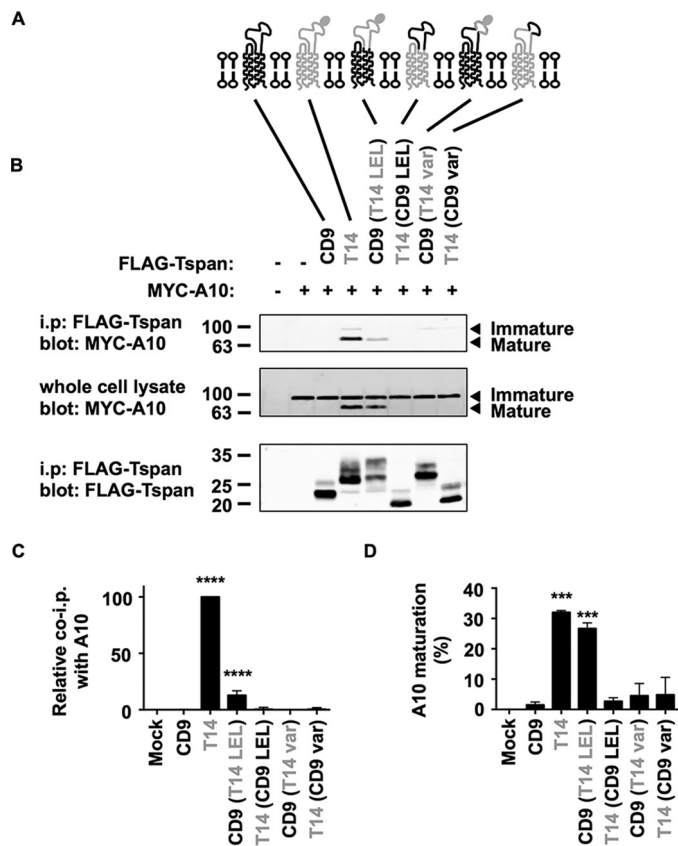 A
B
CD9
T14
CD9 (T14 LEL)
T14 (CD9 LEL)
CD9 (T14 var)
T14 (CD9 var)
FLAG-Tspan: - -
MYC-A10: - + + + + + + +
i.p: FLAG-Tspan
blot: MYC-A10
100
63
Immature
Mature
whole cell lysate
blot: MYC-A10
100
63
Immature
Mature
i.p: FLAG-Tspan
blot: FLAG-Tspan
35
25
20
C
Relative co-i.p.
with A10
100
50
0
****
****
Mock
CD9
T14
CD9 (T14 LEL)
T14 (CD9 LEL)
CD9 (T14 var)
T14 (CD9 var)
D
A10 maturation
(%)
40
30
20
10
0
***
***
Mock
CD9
T14
CD9 (T14 LEL)
T14 (CD9 LEL)
CD9 (T14 var)
T14 (CD9 var)